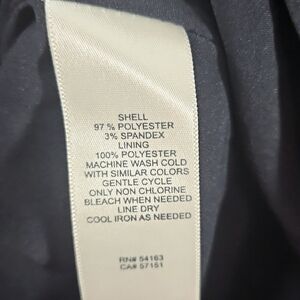 SHELL
97 % POLYESTER
3% SPANDEX
LINING
100% POLYESTER
MACHINE WASH COLD
WITH SIMILAR COLORS
GENTLE CYCLE
ONLY NON CHLORINE
BLEACH WHEN NEEDED
LINE DRY
COOL IRON AS NEEDED
RN# 54163
CA# 57151